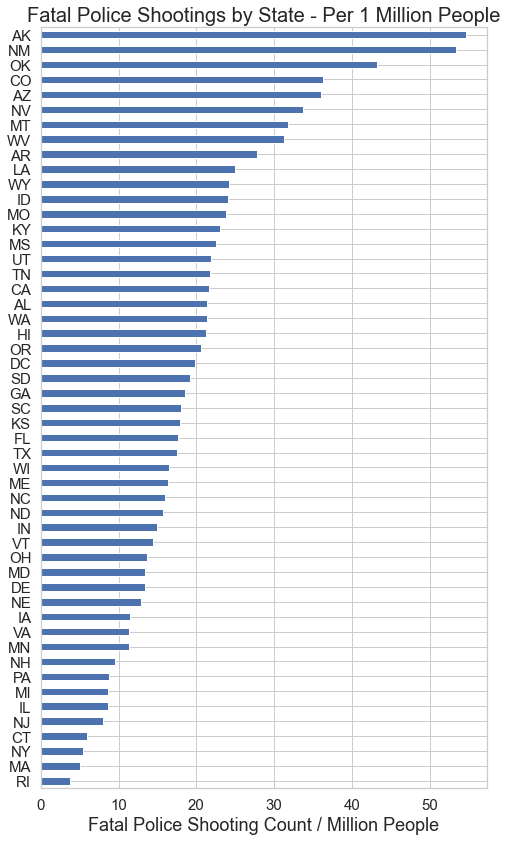 Fatal Police Shootings by State - Per 1 Million People
AK
NM
OK
CO
AZ
NV
MT
WV
AR
LA
WY
ID
MO
KY
MS
UT
TN
CA
AL
WA
HI
OR
DC
SD
GA
SC
KS
FL
TX
WI
ME
NC
ND
IN
VT
OH
MD
DE
NE
IA
VA
MN
NH
PA
MI
IL
NJ
CT
NY
MA
RI
0 10 20 30 40 50
Fatal Police Shooting Count / Million People